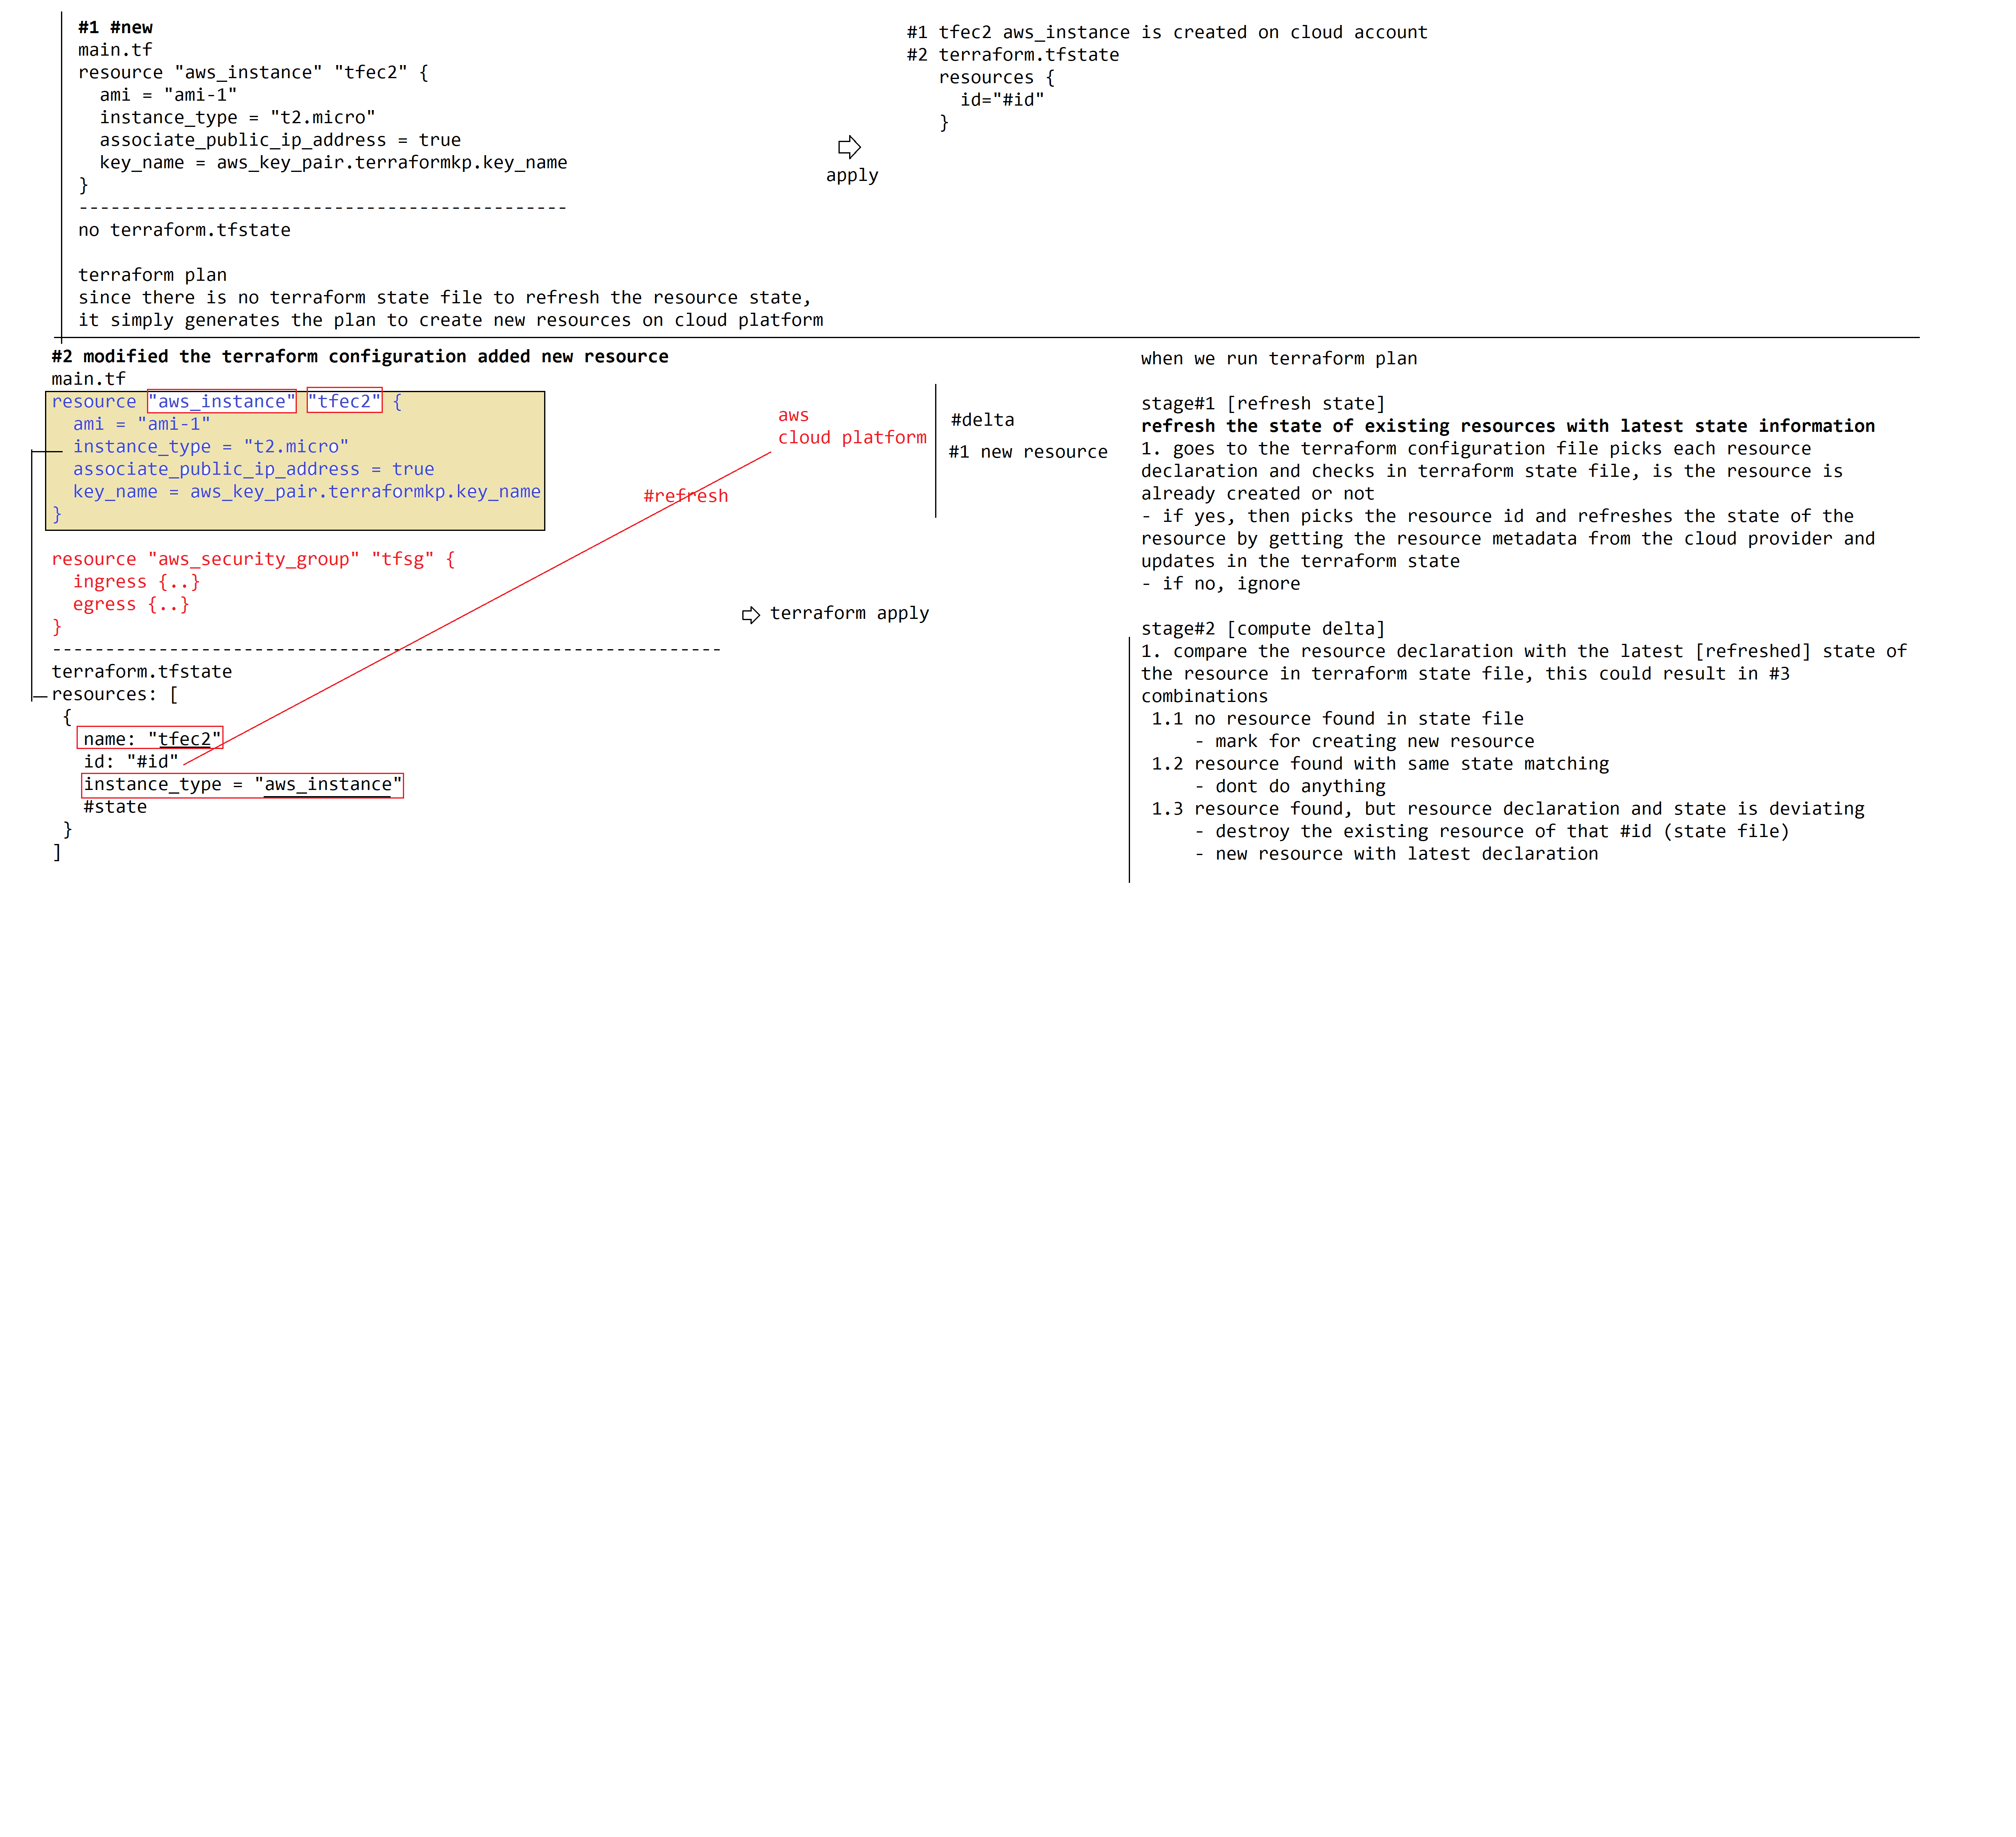 #1 #new
main.tf
resource "aws_instance" "tfec2" {
  ami = "ami-1"
  instance_type = "t2.micro"
  associate_public_ip_address = true
  key_name = aws_key_pair.terraformkp.key_name
}
----------------------------------------------
no terraform.tfstate
terraform plan
since there is no terraform state file to refresh the resource state,
it simply generates the plan to create new resources on cloud platform
apply
#1 tfec2 aws_instance is created on cloud account
#2 terraform.tfstate
   resources {
     id="#id"
   }
#2 modified the terraform configuration added new resource
main.tf
resource "aws_instance" "tfec2" {
  ami = "ami-1"
  instance_type = "t2.micro"
  associate_public_ip_address = true
  key_name = aws_key_pair.terraformkp.key_name
}
resource "aws_security_group" "tfsg" {
  ingress {..}
  egress {..}
}
---------------------------------------------------------------
terraform.tfstate
resources: [
 {
   name: "tfec2"
   id: "#id"
   instance_type = "aws_instance"
   #state
 }
]
#refresh
aws
cloud platform
terraform apply
#delta
#1 new resource
when we run terraform plan
stage#1 [refresh state]
refresh the state of existing resources with latest state information
1. goes to the terraform configuration file picks each resource
declaration and checks in terraform state file, is the resource is
already created or not
- if yes, then picks the resource id and refreshes the state of the
resource by getting the resource metadata from the cloud provider and
updates in the terraform state
- if no, ignore
stage#2 [compute delta]
1. compare the resource declaration with the latest [refreshed] state of
the resource in terraform state file, this could result in #3
combinations
 1.1 no resource found in state file
     - mark for creating new resource
 1.2 resource found with same state matching
     - dont do anything
 1.3 resource found, but resource declaration and state is deviating
     - destroy the existing resource of that #id (state file)
     - new resource with latest declaration